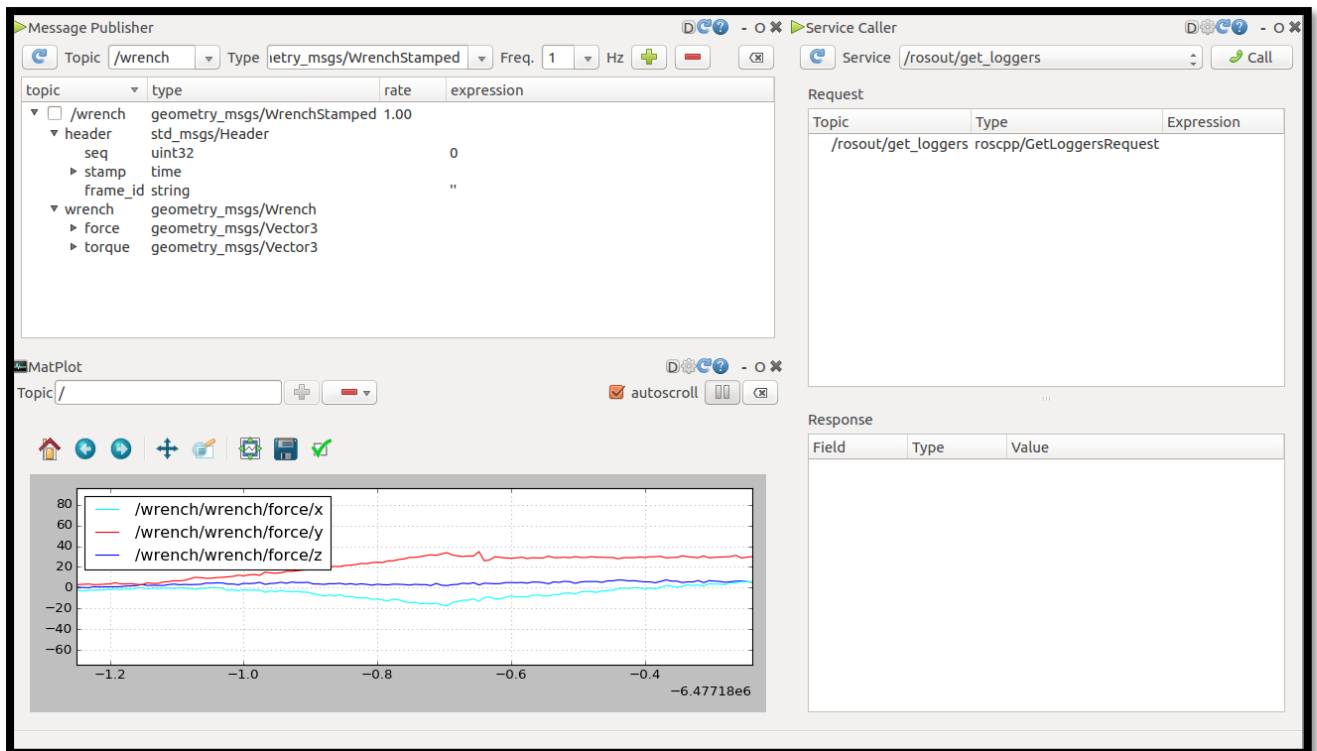 Message Publisher
D ? - O ✖
Topic /wrench Type ıetry_msgs/WrenchStamped Freq. 1 Hz
topic type rate expression
/wrench geometry_msgs/WrenchStamped 1.00
header std_msgs/Header
seq uint32 0
stamp time
frame_id string ''
wrench geometry_msgs/Wrench
force geometry_msgs/Vector3
torque geometry_msgs/Vector3
MatPlot
D ? - O ✖
Topic /
autoscroll
/wrench/wrench/force/x
/wrench/wrench/force/y
/wrench/wrench/force/z
80
60
40
20
0
−20
−40
−60
−1.2 −1.0 −0.8 −0.6 −0.4
−6.47718e6
Service Caller
D ? - O ✖
Service /rosout/get_loggers Call
Request
Topic Type Expression
/rosout/get_loggers roscpp/GetLoggersRequest
Response
Field Type Value